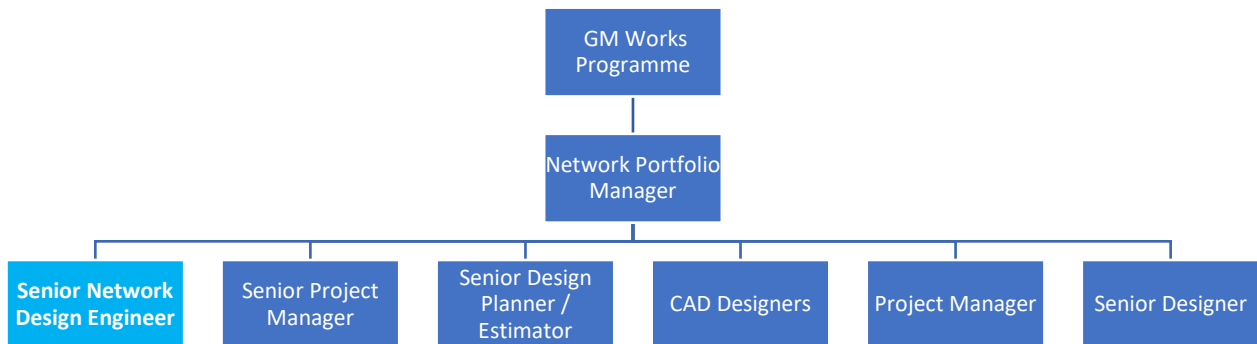 GM Works
Programme
Network Portfolio
Manager
Senior Network
Design Engineer
Senior Project
Manager
Senior Design
Planner /
Estimator
CAD Designers
Project Manager
Senior Designer